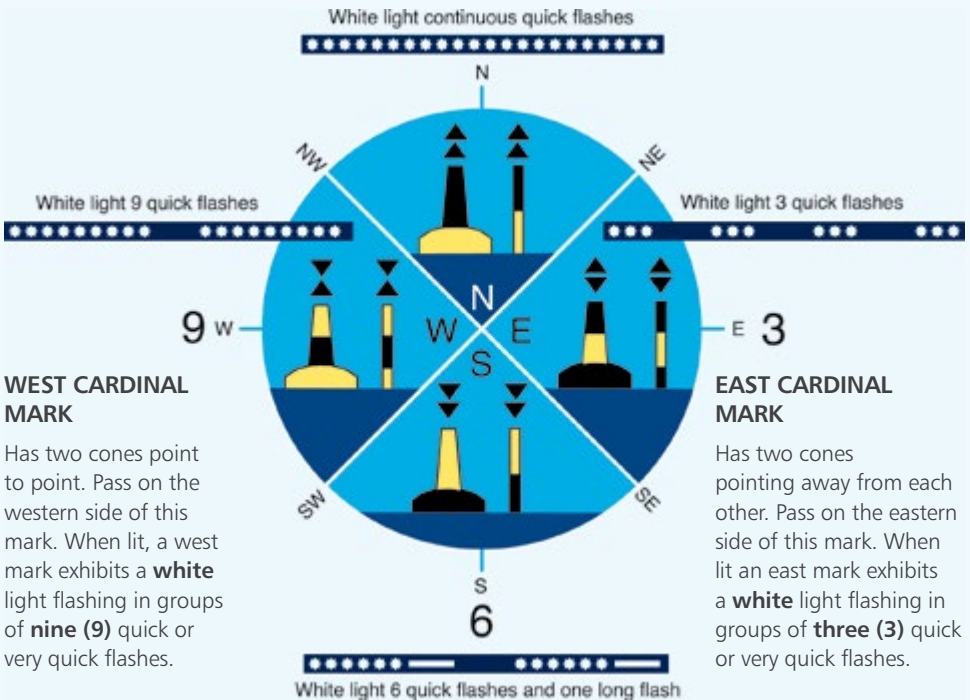 White light continuous quick flashes
N
NW
NE
White light 9 quick flashes
White light 3 quick flashes
N
9 W
W E
E 3
S
WEST CARDINAL
MARK
Has two cones point
to point. Pass on the
western side of this
mark. When lit, a west
mark exhibits a white
light flashing in groups
of nine (9) quick or
very quick flashes.
EAST CARDINAL
MARK
Has two cones
pointing away from each
other. Pass on the eastern
side of this mark. When
lit an east mark exhibits
a white light flashing in
groups of three (3) quick
or very quick flashes.
SW
SE
S
6
White light 6 quick flashes and one long flash